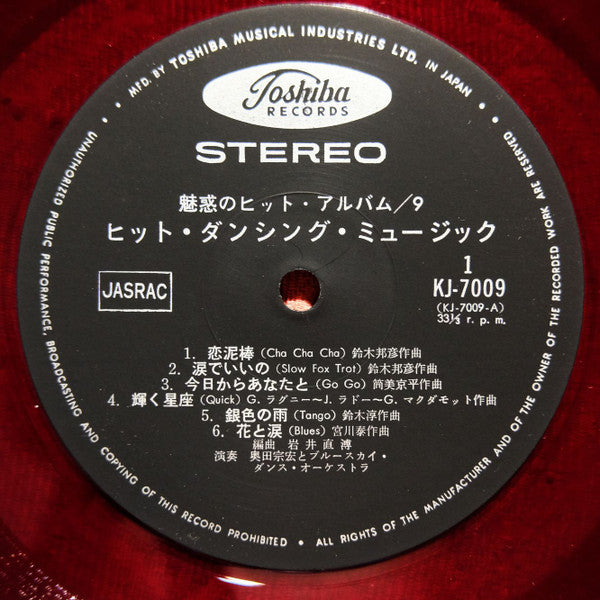 MFD. BY TOSHIBA MUSICAL INDUSTRIES LTD. IN JAPAN. • ALL RIGHTS OF THE MANUFACTURER AND OF THE OWNER OF THE RECORDED WORK ARE RESERVED • UNAUTHORIZED PUBLIC PERFORMANCE, BROADCASTING AND COPYING OF THIS RECORD PROHIBITED •
Toshiba
RECORDS
STEREO
魅惑のヒット・アルバム/9
ヒット・ダンシング・ミュージック
JASRAC
1
KJ-7009
(KJ-7009-A)
33⅓ r. p. m.
1. 恋泥棒 (Cha Cha Cha) 鈴木邦彦作曲
2. 涙でいいの (Slow Fox Trot) 鈴木邦彦作曲
3. 今日からあなたと (Go Go) 筒美京平作曲
4. 輝く星座 (Quick) G. ラグニー〜J. ラドー〜G. マクダモット作曲
5. 銀色の雨 (Tango) 鈴木淳作曲
6. 花と涙 (Blues) 宮川泰作曲
編曲 岩井直溥
演奏 奥田宗宏とブルースカイ・
ダンス・オーケストラ